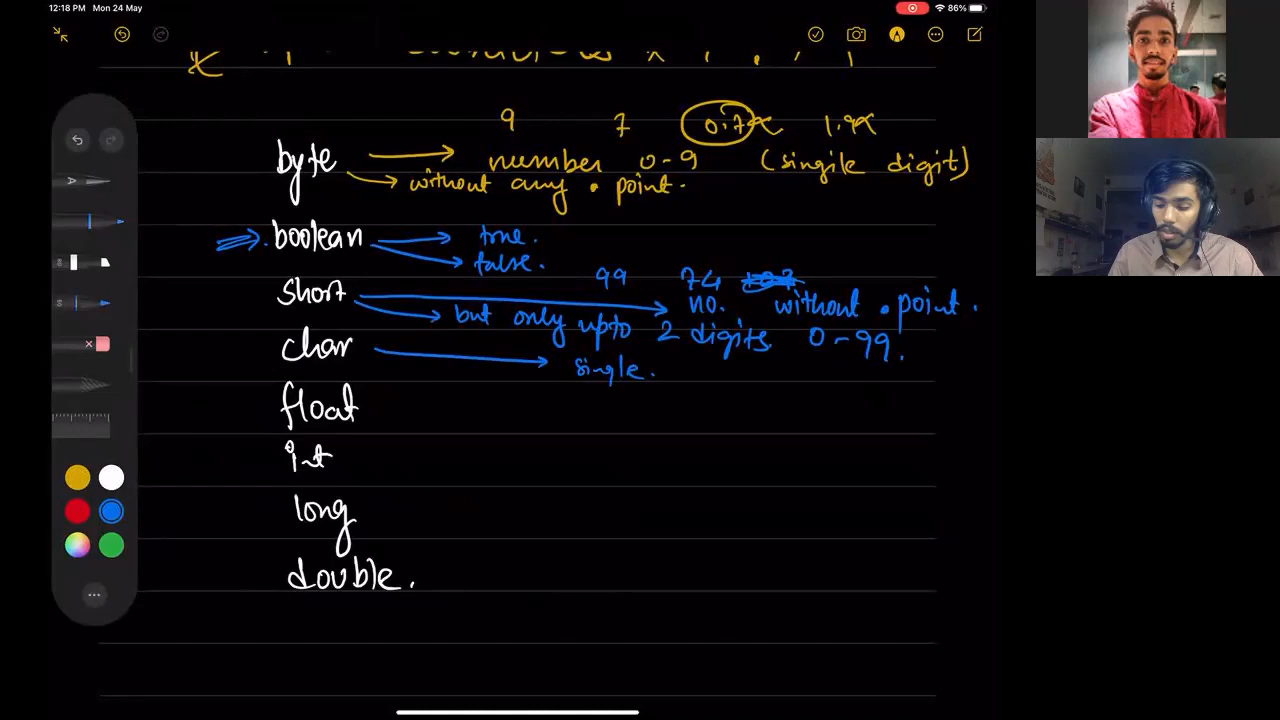 12:18 PM Mon 24 May
86%
9 7 0.7 1.9
byte number 0-9 (single digit)
without any . point.
boolean true.
false.
99 74
short no. without . point.
but only upto 2 digits 0-99.
char single.
float
int
long
double.